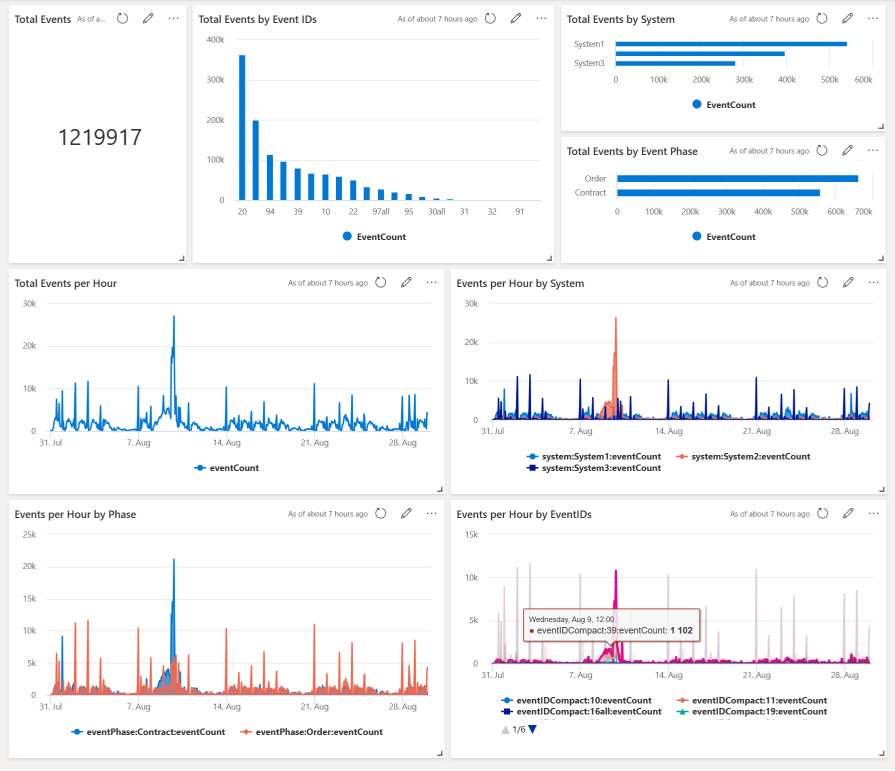 Total Events As of a...
1219917
Total Events by Event IDs As of about 7 hours ago
400k
300k
200k
100k
0
20 94 39 10 22 97all 95 30all 31 32 91
EventCount
Total Events by System As of about 7 hours ago
System1
System3
0 100k 200k 300k 400k 500k 600k
EventCount
Total Events by Event Phase As of about 7 hours ago
Order
Contract
0 100k 200k 300k 400k 500k 600k 700k
EventCount
Total Events per Hour As of about 7 hours ago
30k
20k
10k
0
31. Jul 7. Aug 14. Aug 21. Aug 28. Aug
eventCount
Events per Hour by System As of about 7 hours ago
30k
20k
10k
0
31. Jul 7. Aug 14. Aug 21. Aug 28. Aug
system:System1:eventCount system:System2:eventCount
system:System3:eventCount
Events per Hour by Phase As of about 7 hours ago
25k
20k
15k
10k
5k
0
31. Jul 7. Aug 14. Aug 21. Aug 28. Aug
eventPhase:Contract:eventCount eventPhase:Order:eventCount
Events per Hour by EventIDs As of about 7 hours ago
15k
10k
5k
0
Wednesday, Aug 9, 12:00
eventIDCompact:39:eventCount: 1 102
31. Jul 7. Aug 14. Aug 21. Aug 28. Aug
eventIDCompact:10:eventCount eventIDCompact:11:eventCount
eventIDCompact:16all:eventCount eventIDCompact:19:eventCount
1/6